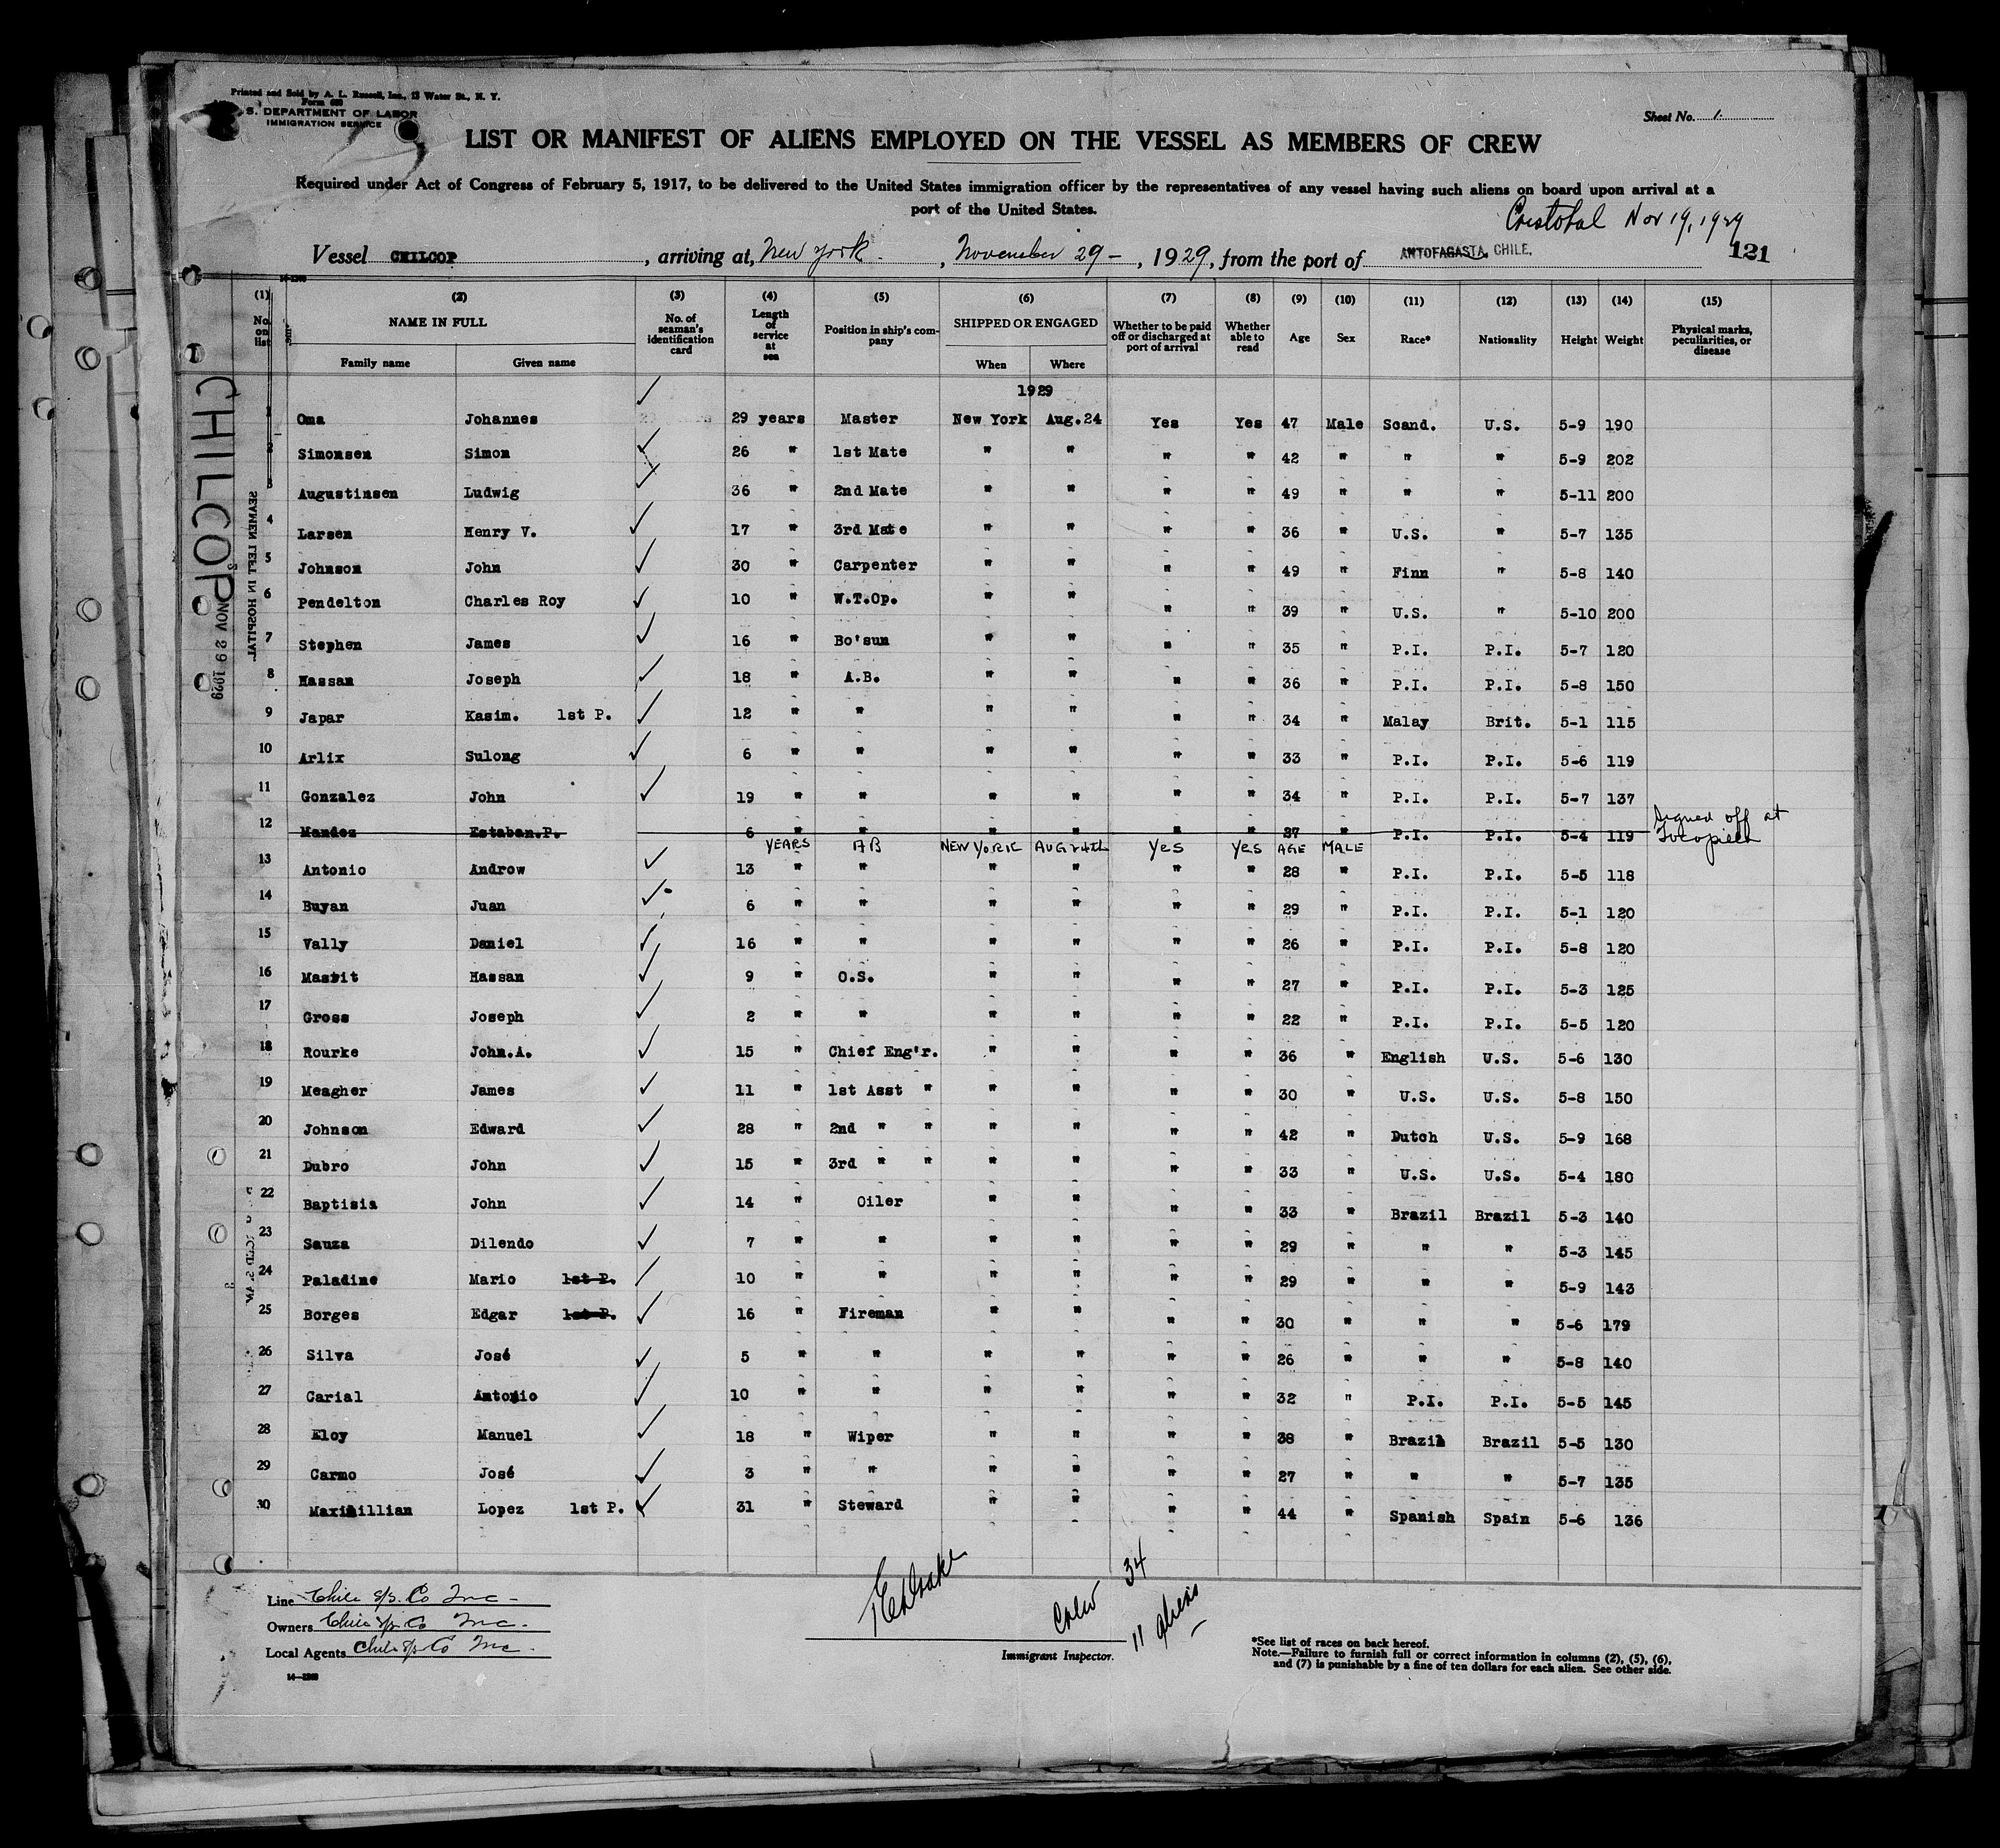 Printed and Sold by A. L. Russell, Inc., 13 Water St., N. Y.
Form 680
S. DEPARTMENT OF LABOR
IMMIGRATION SERVICE
Sheet No. 1
LIST OR MANIFEST OF ALIENS EMPLOYED ON THE VESSEL AS MEMBERS OF CREW
Required under Act of Congress of February 5, 1917, to be delivered to the United States immigration officer by the representatives of any vessel having such aliens on board upon arrival at a
port of the United States.
Cristobal Nov 19, 1929
Vessel CHILCOP, arriving at, New York, November 29 -, 1929, from the port of ANTOFAGASTA, CHILE. 121
(1) (2) (3) (4) (5) (6) (7) (8) (9) (10) (11) (12) (13) (14) (15)
No. on list NAME IN FULL No. of seaman's identification card Length of service at sea Position in ship's company SHIPPED OR ENGAGED Whether to be paid off or discharged at port of arrival Whether able to read Age Sex Race* Nationality Height Weight Physical marks, peculiarities, or disease
Family name Given name When Where
1929
1 Oma Johannes 29 years Master New York Aug.24 Yes Yes 47 Male Scand. U.S. 5-9 190
2 Simonsen Simon 26 " 1st Mate " " " " 42 " " " 5-9 202
3 Augustinsen Ludwig 36 " 2nd Mate " " " " 49 " " " 5-11 200
4 Larsen Henry V. 17 " 3rd Mate " " " " 36 " U.S. " 5-7 135
5 Johnson John 30 " Carpenter " " " " 49 " Finn " 5-8 140
6 Pendelton Charles Roy 10 " W.T.Op. " " " " 39 " U.S. " 5-10 200
7 Stephen James 16 " Bo'sun " " " " 35 " P.I. P.I. 5-7 120
8 Hassan Joseph 18 " A.B. " " " " 36 " P.I. P.I. 5-8 150
9 Japar Kasim. 1st P. 12 " " " " " " 34 " Malay Brit. 5-1 115
10 Arlix Sulong 6 " " " " " " 33 " P.I. P.I. 5-6 119
11 Gonzalez John 19 " " " " " " 34 " P.I. P.I. 5-7 137
12 Mandez Estaban.P. 6 " " " " " " 27 " P.I. P.I. 5-4 119 Signed off at Tocopilla
YEARS AB NEW YORK AUG 24th Yes Yes AGE MALE
13 Antonio Androw 13 " " " " " " 28 " P.I. P.I. 5-5 118
14 Buyan Juan 6 " " " " " " 29 " P.I. P.I. 5-1 120
15 Vally Daniel 16 " " " " " " 26 " P.I. P.I. 5-8 120
16 Masrit Hassan 9 " O.S. " " " " 27 " P.I. P.I. 5-3 125
17 Gross Joseph 2 " " " " " " 22 " P.I. P.I. 5-5 120
18 Rourke John.A. 15 " Chief Eng'r. " " " " 36 " English U.S. 5-6 130
19 Meagher James 11 " 1st Asst " " " " " 30 " U.S. U.S. 5-8 150
20 Johnson Edward 28 " 2nd " " " " " " 42 " Dutch U.S. 5-9 168
21 Dubro John 15 " 3rd " " " " " " 33 " U.S. U.S. 5-4 180
22 Baptisia John 14 " Oiler " " " " 33 " Brazil Brazil 5-3 140
23 Sauza Dilendo 7 " " " " " " 29 " " " 5-3 145
24 Paladine Mario 1st P. 10 " " " " " " 29 " " " 5-9 143
25 Borges Edgar 1st P. 16 " Fireman " " " " 30 " " " 5-6 179
26 Silva José 5 " " " " " " 26 " " " 5-8 140
27 Carial Antonio 10 " " " " " " 32 " P.I. P.I. 5-5 145
28 Eloy Manuel 18 " Wiper " " " " 38 " Brazil Brazil 5-5 130
29 Carmo José 3 " " " " " " 27 " " " 5-7 135
30 Maximillian Lopez 1st P. 31 " Steward " " " " 44 " Spanish Spain 5-6 136
CHILCOP
NOV 29 1929
SEAMEN LEFT IN HOSPITAL
Line Chile S/S. Co Inc -
Owners Chile S/S Co Inc.
Local Agents Chile S/S Co Inc.
14-1269
Crew 34
11 aliens
Immigrant Inspector.
*See list of races on back hereof.
Note.—Failure to furnish full or correct information in columns (2), (5), (6),
and (7) is punishable by a fine of ten dollars for each alien. See other side.